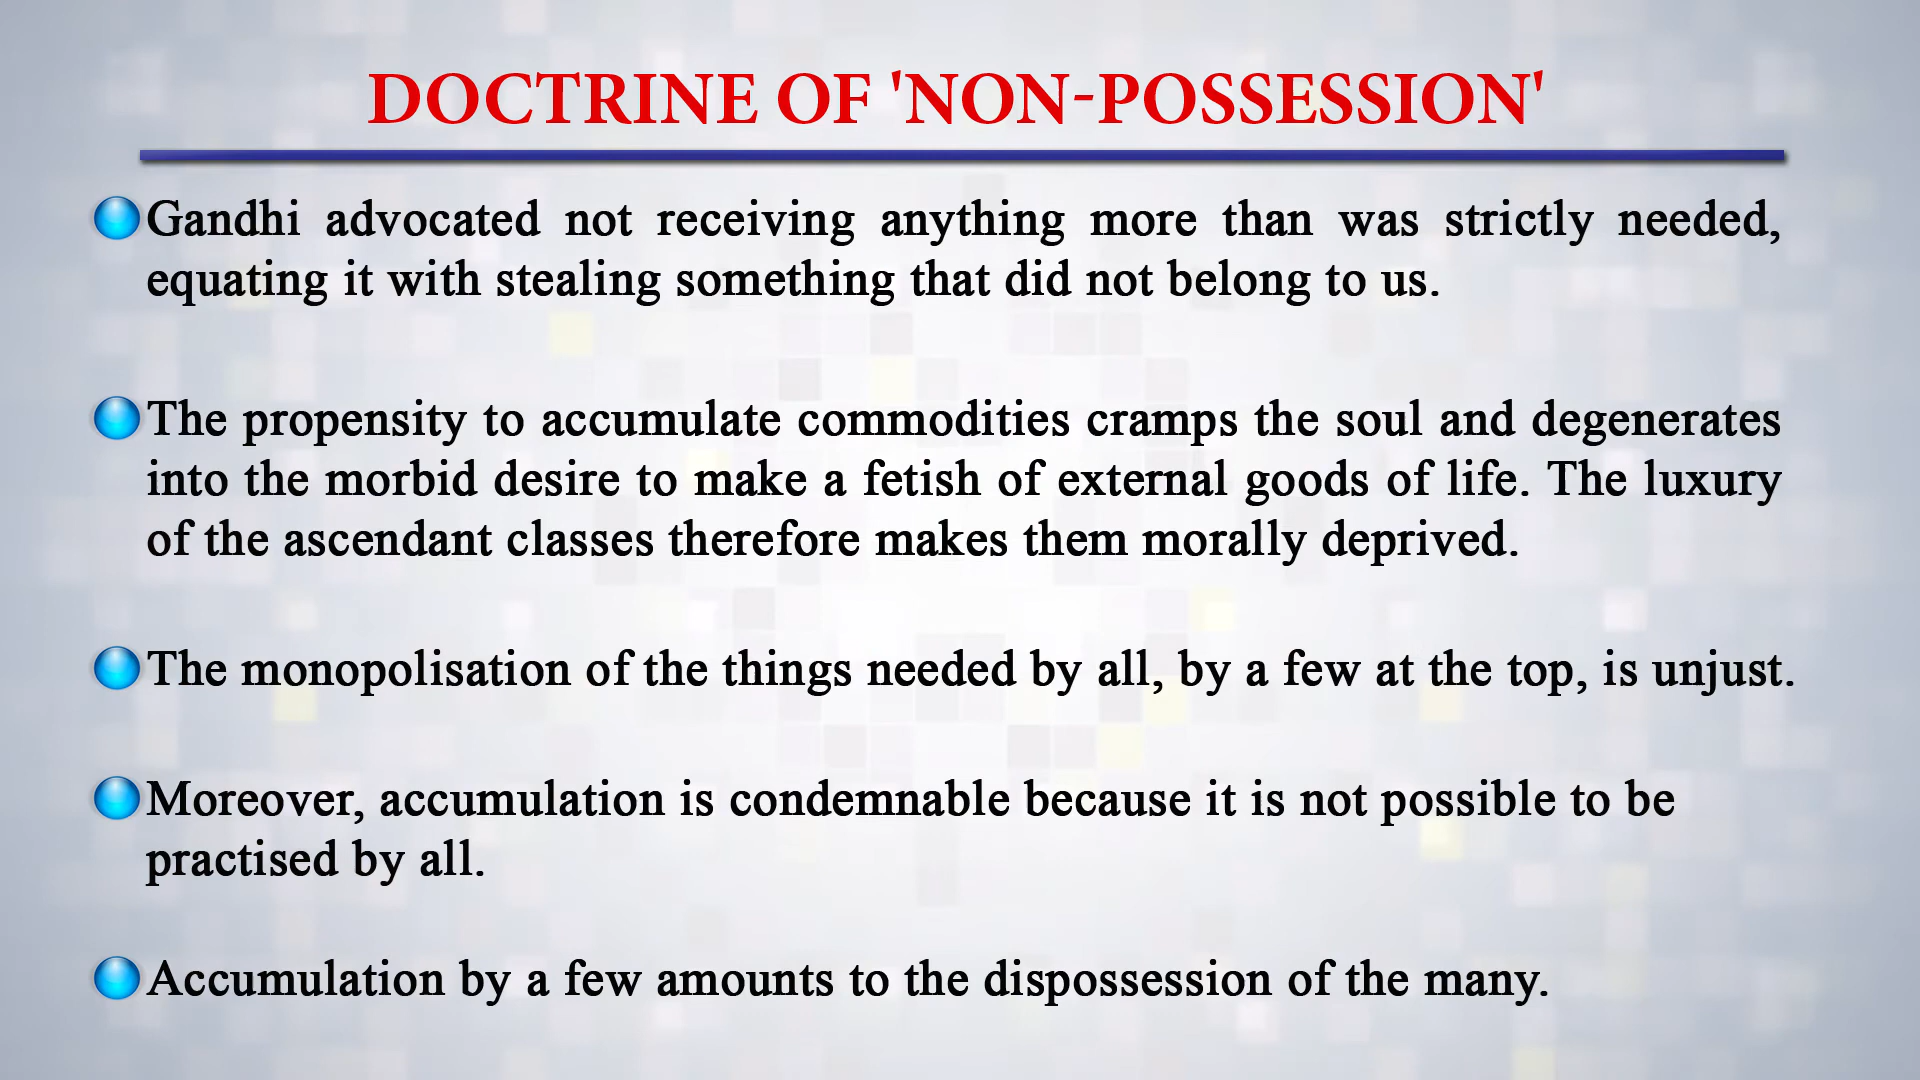 DOCTRINE OF 'NON-POSSESSION'
Gandhi advocated not receiving anything more than was strictly needed,
equating it with stealing something that did not belong to us.
The propensity to accumulate commodities cramps the soul and degenerates
into the morbid desire to make a fetish of external goods of life. The luxury
of the ascendant classes therefore makes them morally deprived.
The monopolisation of the things needed by all, by a few at the top, is unjust.
Moreover, accumulation is condemnable because it is not possible to be
practised by all.
Accumulation by a few amounts to the dispossession of the many.